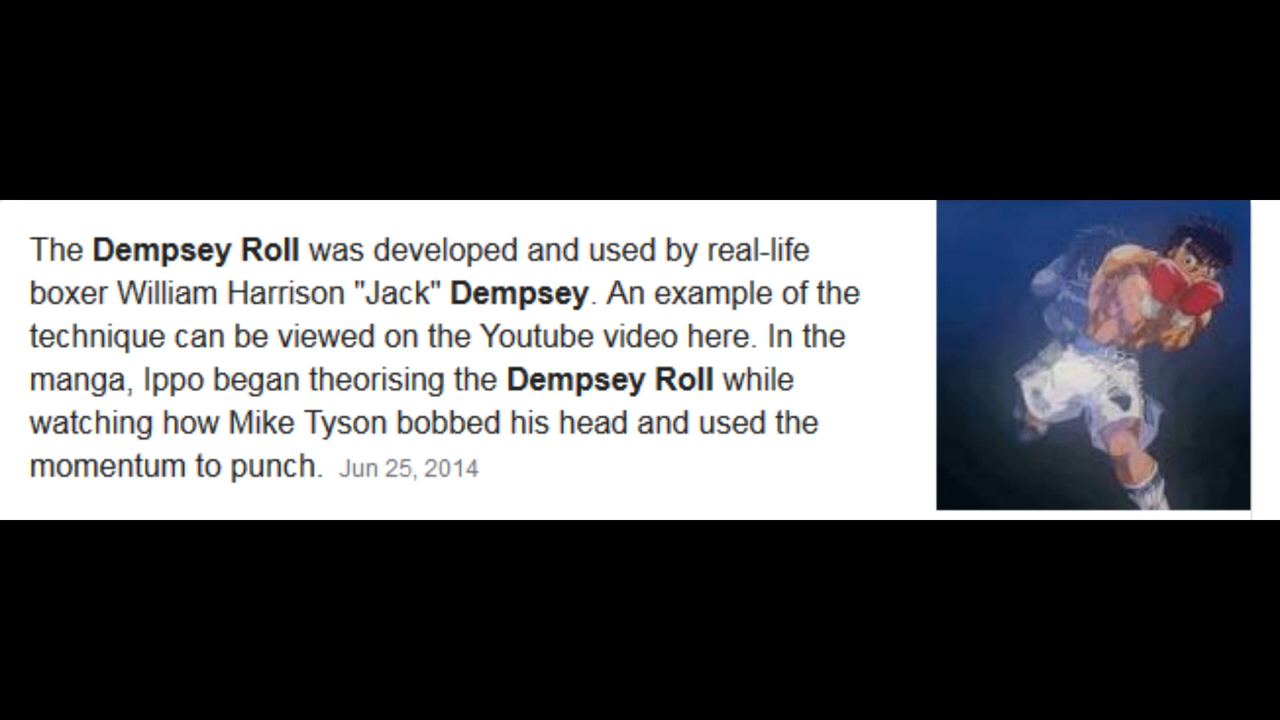 The Dempsey Roll was developed and used by real-life
boxer William Harrison "Jack" Dempsey. An example of the
technique can be viewed on the Youtube video here. In the
manga, Ippo began theorising the Dempsey Roll while
watching how Mike Tyson bobbed his head and used the
momentum to punch. Jun 25, 2014